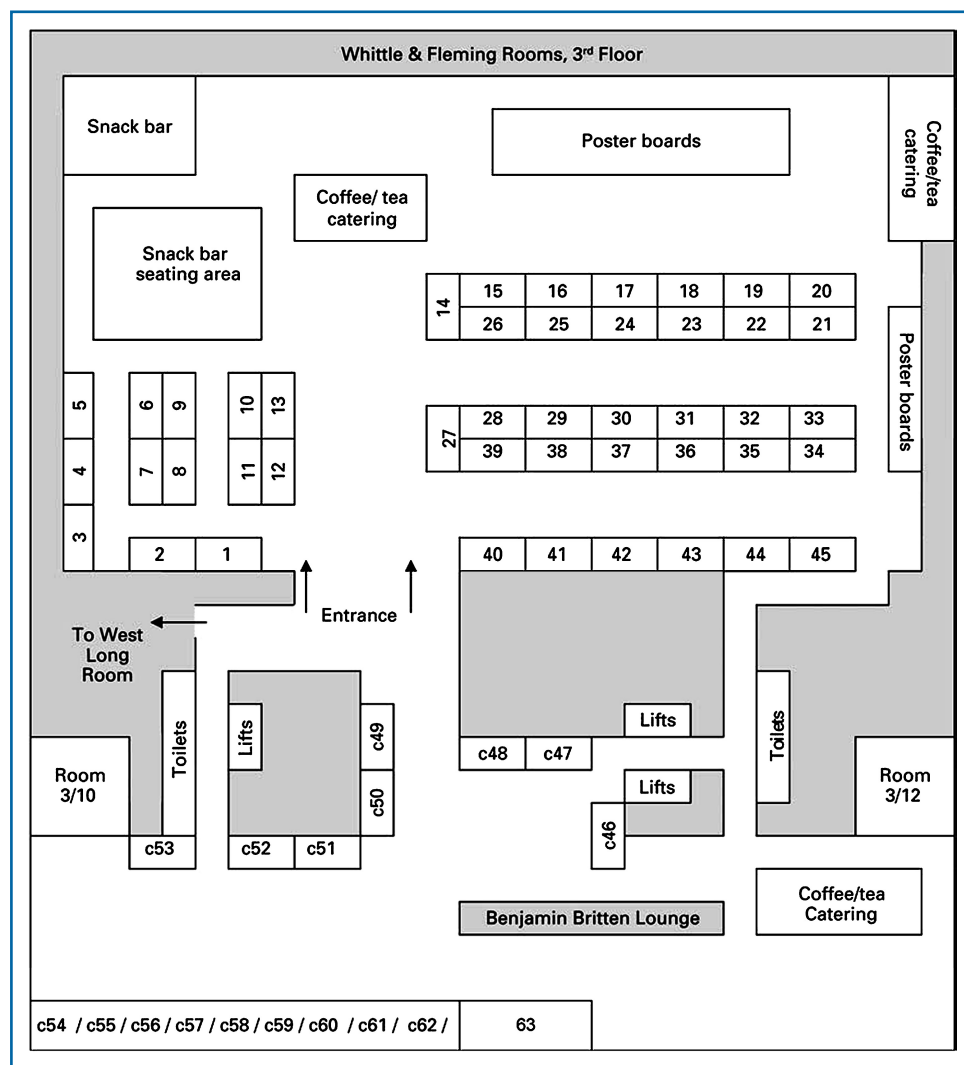 Whittle & Fleming Rooms, 3rd Floor
Snack bar
Poster boards
Coffee/tea
catering
Coffee/ tea
catering
Snack bar
seating area
14
15 16 17 18 19 20
26 25 24 23 22 21
Poster boards
5 6 9 10 13
27
28 29 30 31 32 33
39 38 37 36 35 34
4 7 8 11 12
3
2 1
40 41 42 43 44 45
Entrance
To West
Long
Room
Toilets
Lifts
c49
Lifts
Toilets
c48 c47
Room
3/10
c50
Lifts
Room
3/12
c53
c52 c51
c46
Coffee/tea
Catering
Benjamin Britten Lounge
c54 / c55 / c56 / c57 / c58 / c59 / c60 / c61 / c62 /
63